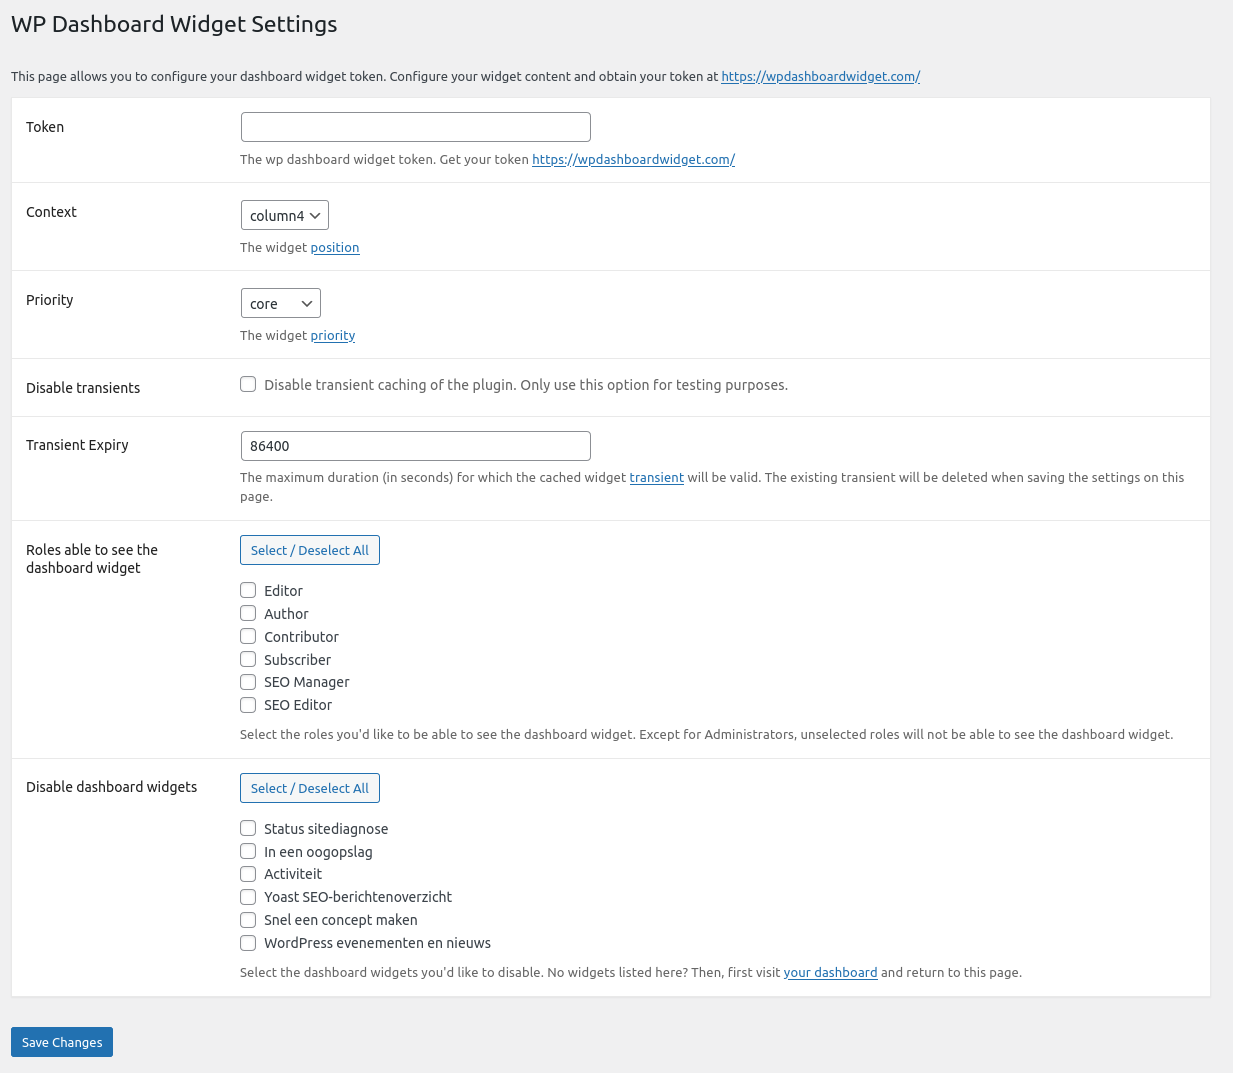 WP Dashboard Widget Settings
This page allows you to configure your dashboard widget token. Configure your widget content and obtain your token at https://wpdashboardwidget.com/
Token
The wp dashboard widget token. Get your token https://wpdashboardwidget.com/
Context
column4
The widget position
Priority
core
The widget priority
Disable transients
Disable transient caching of the plugin. Only use this option for testing purposes.
Transient Expiry
86400
The maximum duration (in seconds) for which the cached widget transient will be valid. The existing transient will be deleted when saving the settings on this
page.
Roles able to see the
dashboard widget
Select / Deselect All
Editor
Author
Contributor
Subscriber
SEO Manager
SEO Editor
Select the roles you'd like to be able to see the dashboard widget. Except for Administrators, unselected roles will not be able to see the dashboard widget.
Disable dashboard widgets
Select / Deselect All
Status sitediagnose
In een oogopslag
Activiteit
Yoast SEO-berichtenoverzicht
Snel een concept maken
WordPress evenementen en nieuws
Select the dashboard widgets you'd like to disable. No widgets listed here? Then, first visit your dashboard and return to this page.
Save Changes